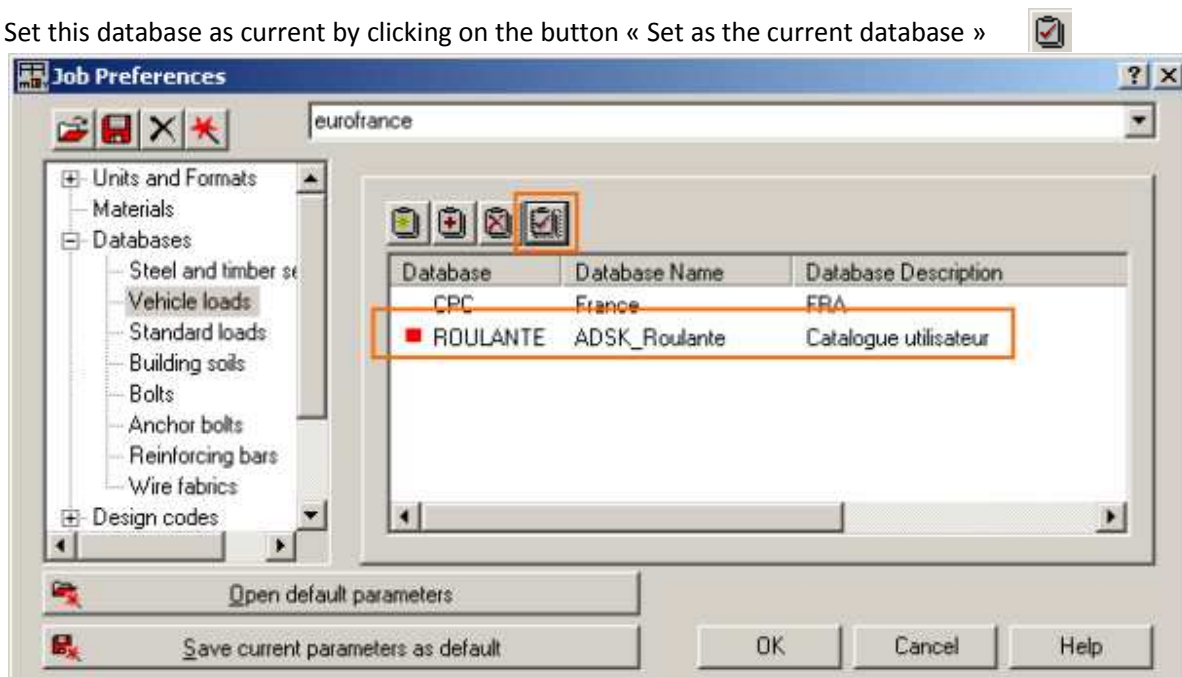 Set this database as current by clicking on the button « Set as the current database »
Job Preferences
eurofrance
Units and Formats
Materials
Databases
Steel and timber se
Vehicle loads
Standard loads
Building soils
Bolts
Anchor bolts
Reinforcing bars
Wire fabrics
Design codes
Database Database Name Database Description
CPC France FRA
ROULANTE ADSK_Roulante Catalogue utilisateur
Open default parameters
Save current parameters as default
OK Cancel Help